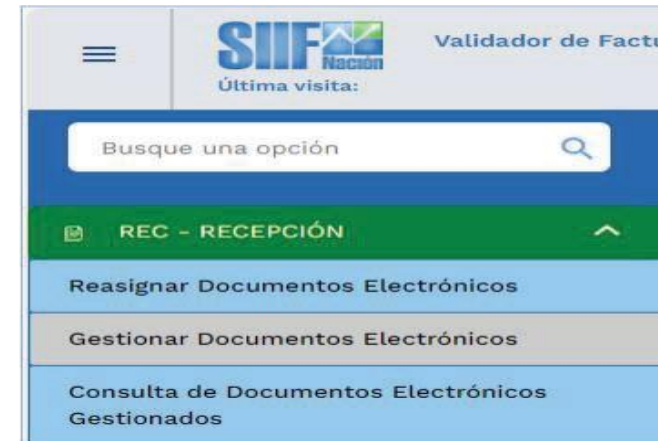 SIIF
Nación
Validador de Factu
Última visita:
Busque una opción
REC - RECEPCIÓN
Reasignar Documentos Electrónicos
Gestionar Documentos Electrónicos
Consulta de Documentos Electrónicos
Gestionados